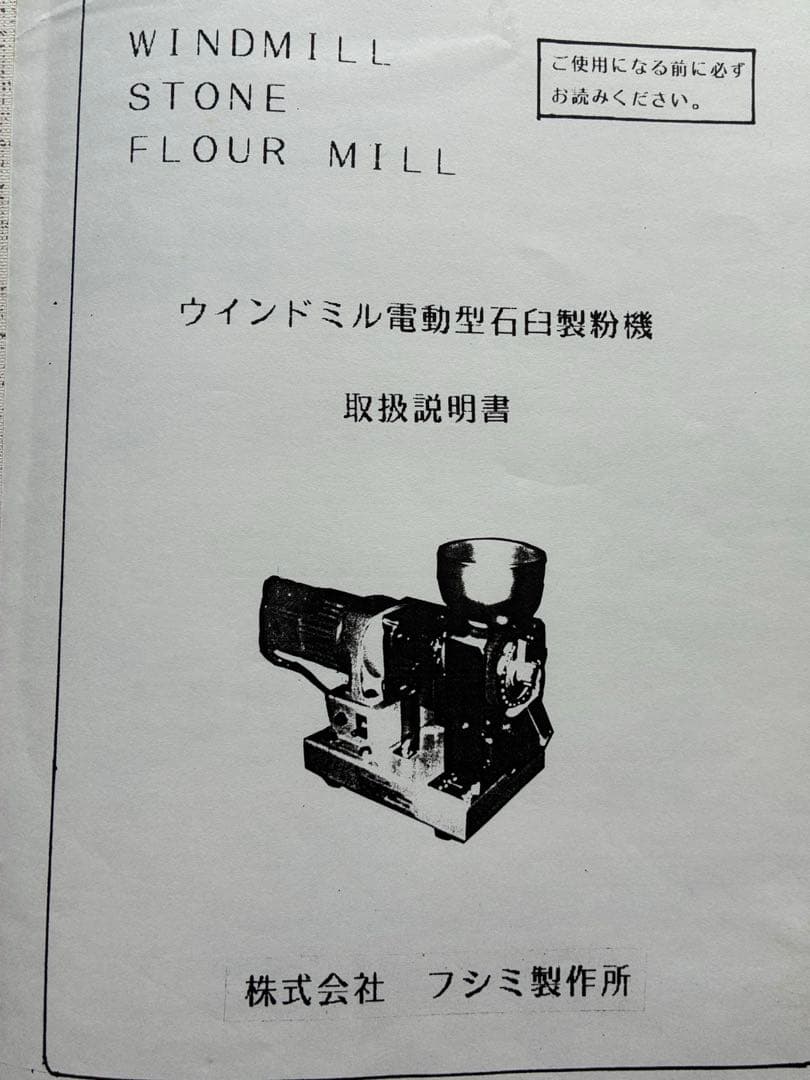 WINDMILL
STONE
FLOUR MILL
ご使用になる前に必ず
お読みください。
ウインドミル電動型石臼製粉機
取扱説明書
株式会社 フシミ製作所